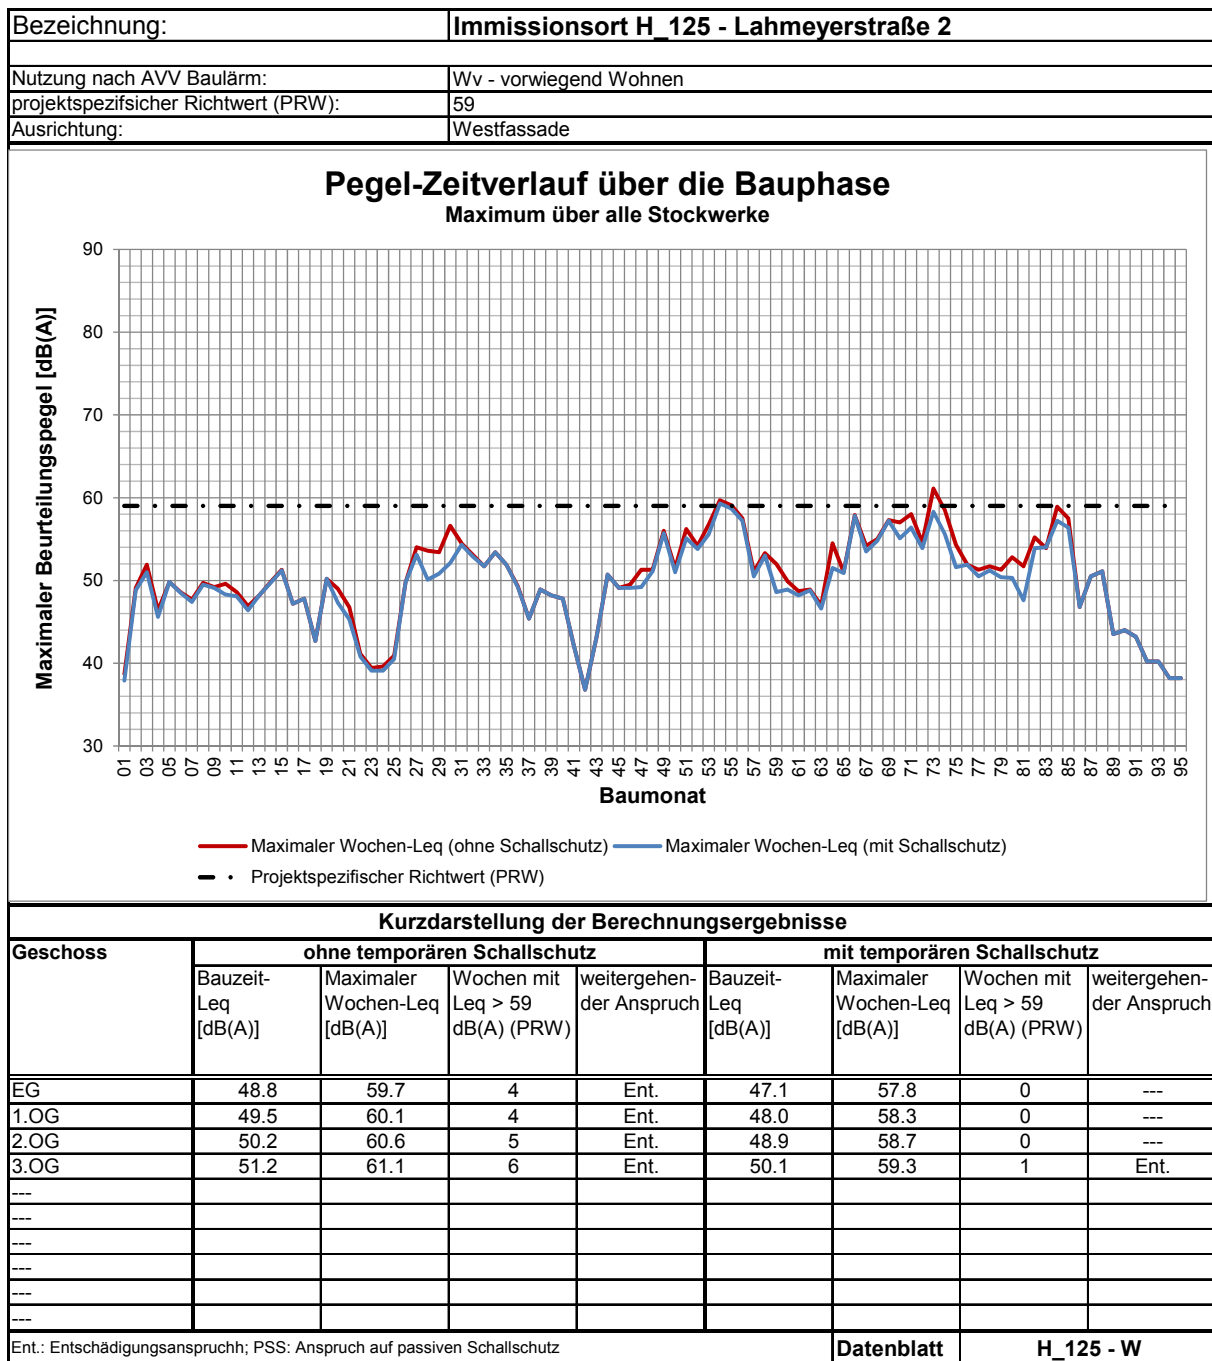 Bezeichnung: Immissionsort H_125 - Lahmeyerstraße 2
Nutzung nach AVV Baulärm: Wv - vorwiegend Wohnen
projektspezifsicher Richtwert (PRW): 59
Ausrichtung: Westfassade
Pegel-Zeitverlauf über die Bauphase
Maximum über alle Stockwerke
Maximaler Beurteilungspegel [dB(A)]
90
80
70
60
50
40
30
01 03 05 07 09 11 13 15 17 19 21 23 25 27 29 31 33 35 37 39 41 43 45 47 49 51 53 55 57 59 61 63 65 67 69 71 73 75 77 79 81 83 85 87 89 91 93 95
Baumonat
Maximaler Wochen-Leq (ohne Schallschutz) Maximaler Wochen-Leq (mit Schallschutz)
Projektspezifischer Richtwert (PRW)
Kurzdarstellung der Berechnungsergebnisse
Geschoss ohne temporären Schallschutz mit temporären Schallschutz
Bauzeit- Maximaler Wochen mit weitergehen- Bauzeit- Maximaler Wochen mit weitergehen-
Leq Wochen-Leq Leq > 59 der Anspruch Leq Wochen-Leq Leq > 59 der Anspruch
[dB(A)] [dB(A)] dB(A) (PRW) [dB(A)] [dB(A)] dB(A) (PRW)
EG 48.8 59.7 4 Ent. 47.1 57.8 0 ---
1.OG 49.5 60.1 4 Ent. 48.0 58.3 0 ---
2.OG 50.2 60.6 5 Ent. 48.9 58.7 0 ---
3.OG 51.2 61.1 6 Ent. 50.1 59.3 1 Ent.
---
---
---
---
---
---
Ent.: Entschädigungsanspruchh; PSS: Anspruch auf passiven Schallschutz Datenblatt H_125 - W